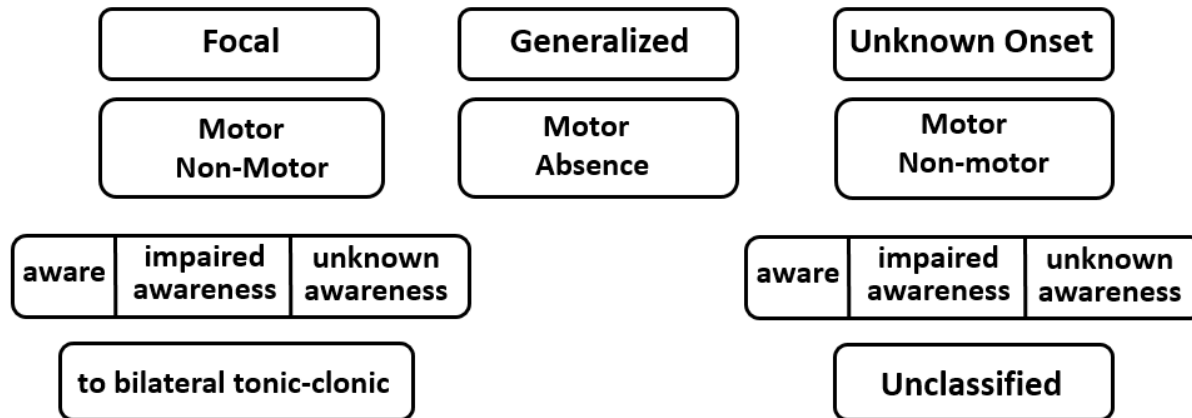 Focal
Generalized
Unknown Onset
Motor
Non-Motor
Motor
Absence
Motor
Non-motor
aware
impaired
awareness
unknown
awareness
aware
impaired
awareness
unknown
awareness
to bilateral tonic-clonic
Unclassified